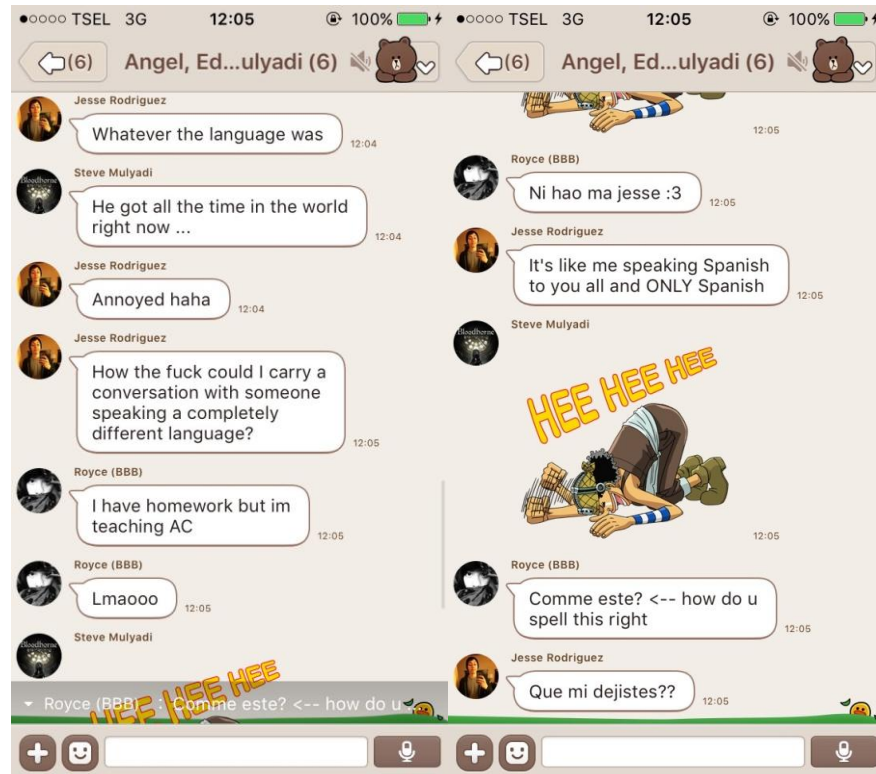 TSEL 3G 12:05 100%
(6) Angel, Ed...ulyadi (6)
Jesse Rodriguez
Whatever the language was
12:04
Steve Mulyadi
He got all the time in the world
right now ...
12:04
Jesse Rodriguez
Annoyed haha
12:04
Jesse Rodriguez
How the fuck could I carry a
conversation with someone
speaking a completely
different language?
12:05
Royce (BBB)
I have homework but im
teaching AC
12:05
Royce (BBB)
Lmaooo
12:05
Steve Mulyadi
HEE HEE HEE
Royce (BBB) : Comme este? <-- how do u
TSEL 3G 12:05 100%
(6) Angel, Ed...ulyadi (6)
12:05
Royce (BBB)
Ni hao ma jesse :3
12:05
Jesse Rodriguez
It's like me speaking Spanish
to you all and ONLY Spanish
12:05
Steve Mulyadi
HEE HEE HEE
12:05
Royce (BBB)
Comme este? <-- how do u
spell this right
12:05
Jesse Rodriguez
Que mi dejistes??
12:05